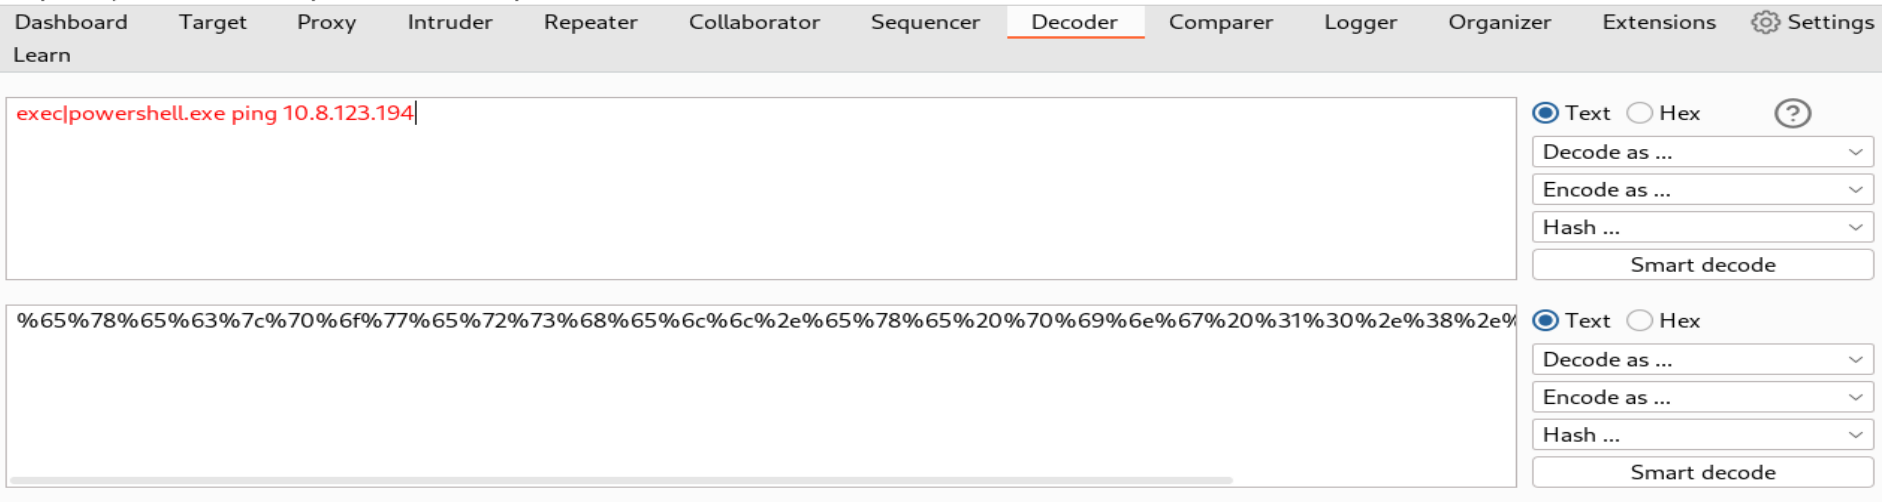 Dashboard Target Proxy Intruder Repeater Collaborator Sequencer Decoder Comparer Logger Organizer Extensions Settings
Learn
exec|powershell.exe ping 10.8.123.194
Text Hex ?
Decode as ...
Encode as ...
Hash ...
Smart decode
%65%78%65%63%7c%70%6f%77%65%72%73%68%65%6c%6c%2e%65%78%65%20%70%69%6e%67%20%31%30%2e%38%2e%
Text Hex
Decode as ...
Encode as ...
Hash ...
Smart decode